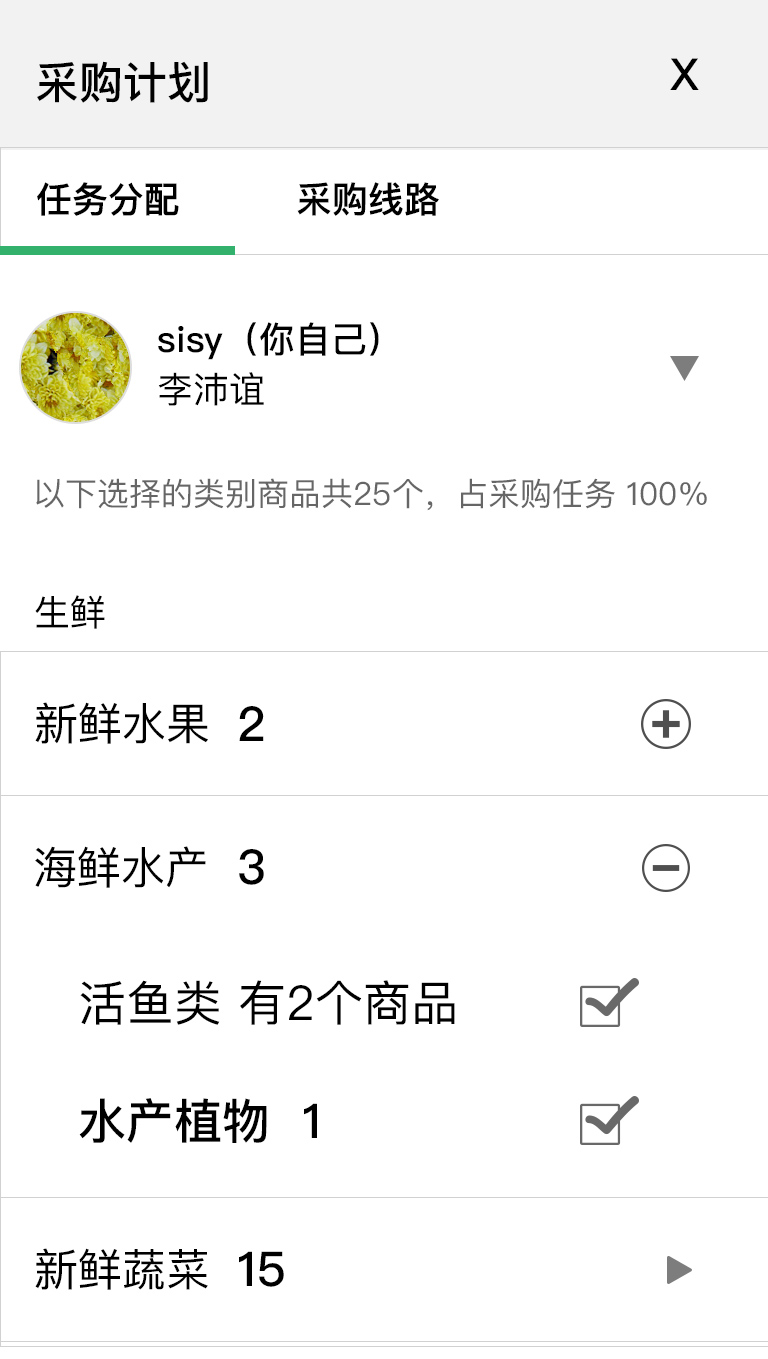 采购计划 X
任务分配 采购线路
sisy（你自己）
李沛谊
以下选择的类别商品共25个，占采购任务 100%
生鲜
新鲜水果 2
海鲜水产 3
活鱼类 有2个商品
水产植物 1
新鲜蔬菜 15